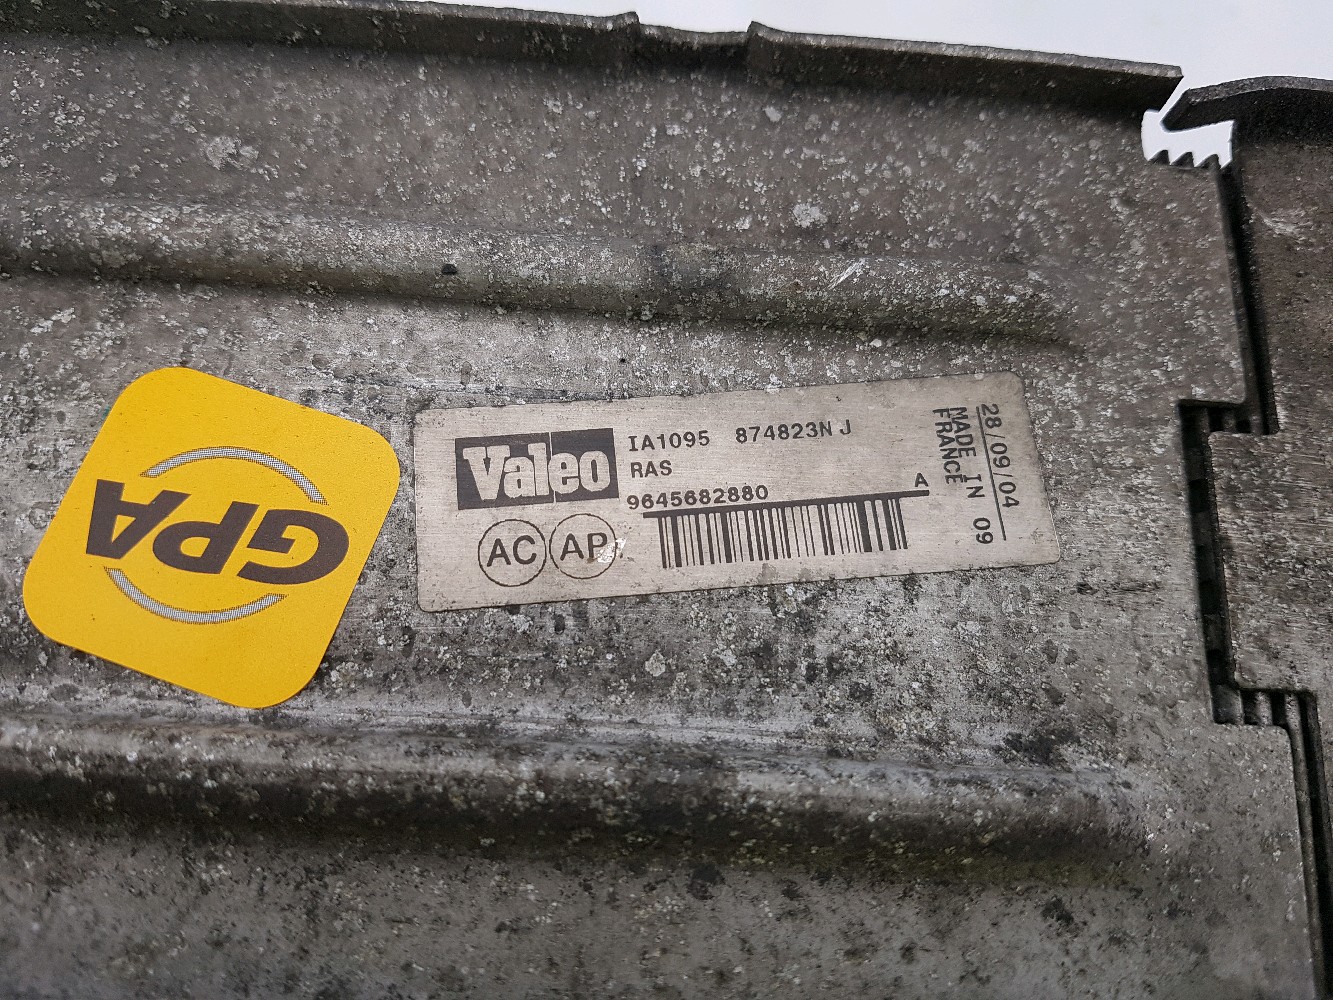 GPA
Valeo
IA1095 874823N J
RAS
9645682880 A
AC AP
28/09/04
MADE IN 09
FRANCE